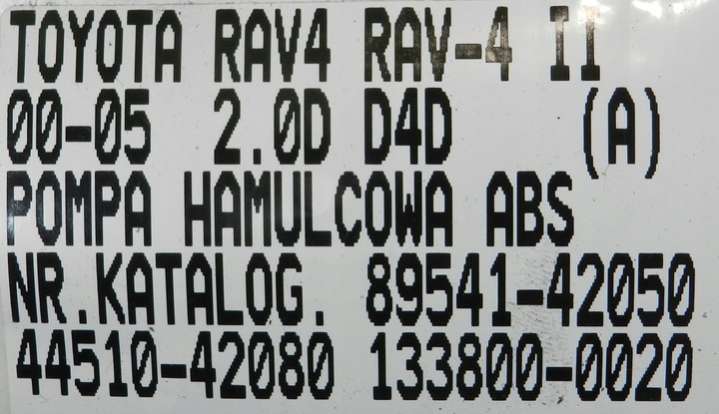 TOYOTA RAV4 RAV-4 II
00-05 2.0D D4D (A)
POMPA HAMULCOWA ABS
NR.KATALOG. 89541-42050
44510-42080 133800-0020